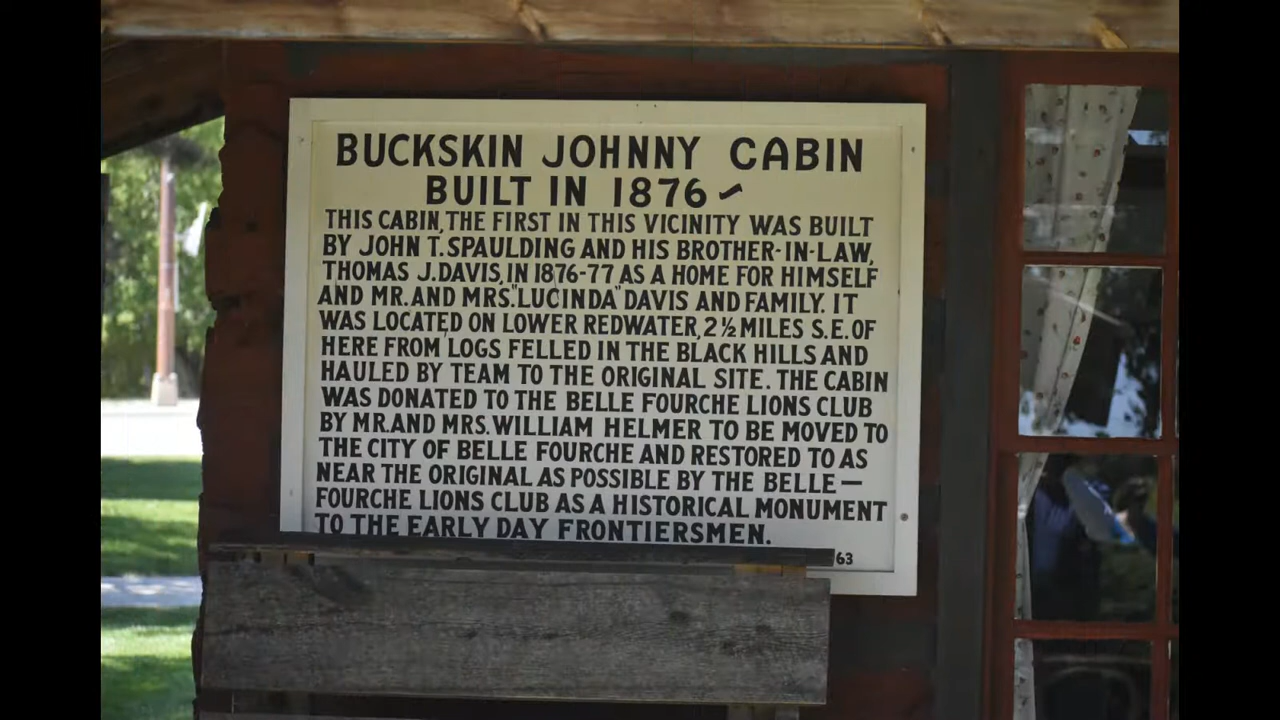 BUCKSKIN JOHNNY CABIN
BUILT IN 1876~
THIS CABIN, THE FIRST IN THIS VICINITY WAS BUILT
BY JOHN T. SPAULDING AND HIS BROTHER-IN-LAW,
THOMAS J. DAVIS, IN 1876-77 AS A HOME FOR HIMSELF
AND MR. AND MRS. "LUCINDA" DAVIS AND FAMILY. IT
WAS LOCATED ON LOWER REDWATER, 2½ MILES S.E. OF
HERE FROM LOGS FELLED IN THE BLACK HILLS AND
HAULED BY TEAM TO THE ORIGINAL SITE. THE CABIN
WAS DONATED TO THE BELLE FOURCHE LIONS CLUB
BY MR. AND MRS. WILLIAM HELMER TO BE MOVED TO
THE CITY OF BELLE FOURCHE AND RESTORED TO AS
NEAR THE ORIGINAL AS POSSIBLE BY THE BELLE —
FOURCHE LIONS CLUB AS A HISTORICAL MONUMENT
TO THE EARLY DAY FRONTIERSMEN.
63